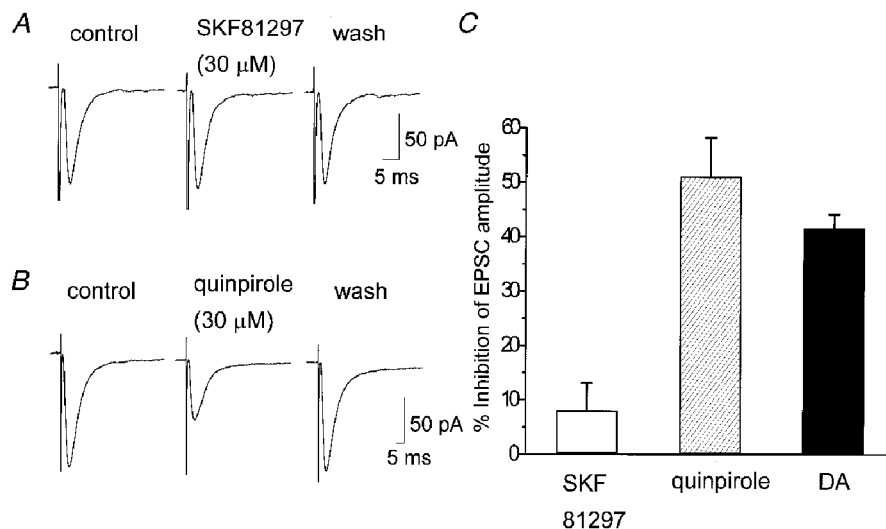 A
control
SKF81297
(30 µM)
wash
50 pA
5 ms
B
control
quinpirole
(30 µM)
wash
50 pA
5 ms
C
% Inhibition of EPSC amplitude
60
50
40
30
20
10
0
SKF
81297
quinpirole
DA